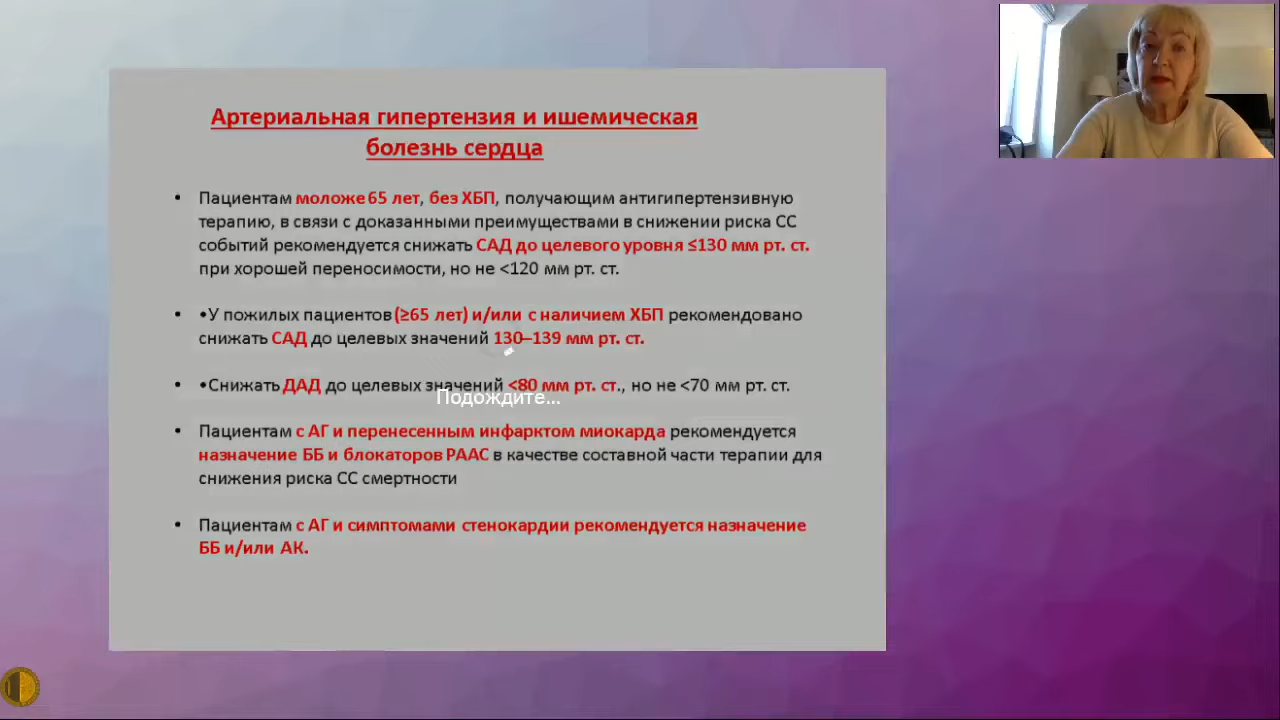 Артериальная гипертензия и ишемическая
болезнь сердца
• Пациентам моложе 65 лет, без ХБП, получающим антигипертензивную
терапию, в связи с доказанными преимуществами в снижении риска СС
событий рекомендуется снижать САД до целевого уровня ≤130 мм рт. ст.
при хорошей переносимости, но не <120 мм рт. ст.
• •У пожилых пациентов (≥65 лет) и/или с наличием ХБП рекомендовано
снижать САД до целевых значений 130–139 мм рт. ст.
• •Снижать ДАД до целевых значений <80 мм рт. ст., но не <70 мм рт. ст.
Подождите...
• Пациентам с АГ и перенесенным инфарктом миокарда рекомендуется
назначение ББ и блокаторов РААС в качестве составной части терапии для
снижения риска СС смертности
• Пациентам с АГ и симптомами стенокардии рекомендуется назначение
ББ и/или АК.